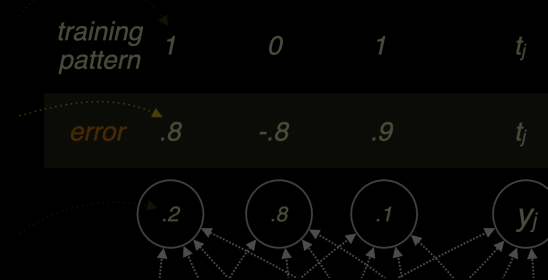 training
pattern 1 0 1 tj
error .8 -.8 .9 tj
.2 .8 .1 yj